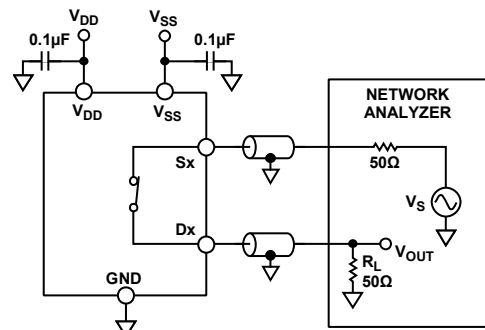 VDD
VSS
0.1µF
0.1µF
VDD
VSS
NETWORK
ANALYZER
Sx
50Ω
VS
Dx
VOUT
RL
50Ω
GND